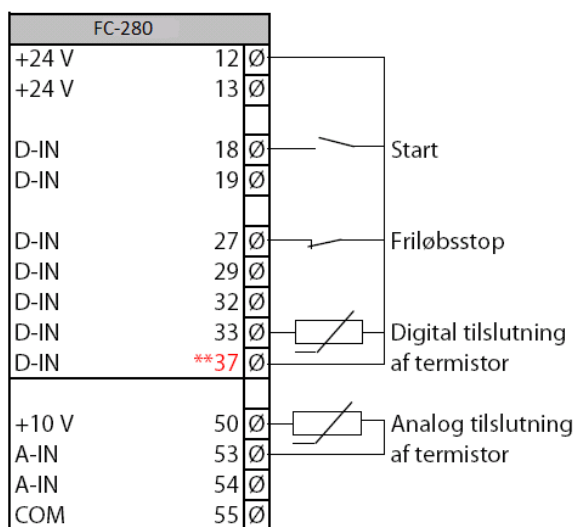 FC-280
+24 V 12 Ø
+24 V 13 Ø
D-IN 18 Ø Start
D-IN 19 Ø
D-IN 27 Ø Friløbsstop
D-IN 29 Ø
D-IN 32 Ø
D-IN 33 Ø Digital tilslutning
D-IN **37 Ø af termistor
+10 V 50 Ø Analog tilslutning
A-IN 53 Ø af termistor
A-IN 54 Ø
COM 55 Ø